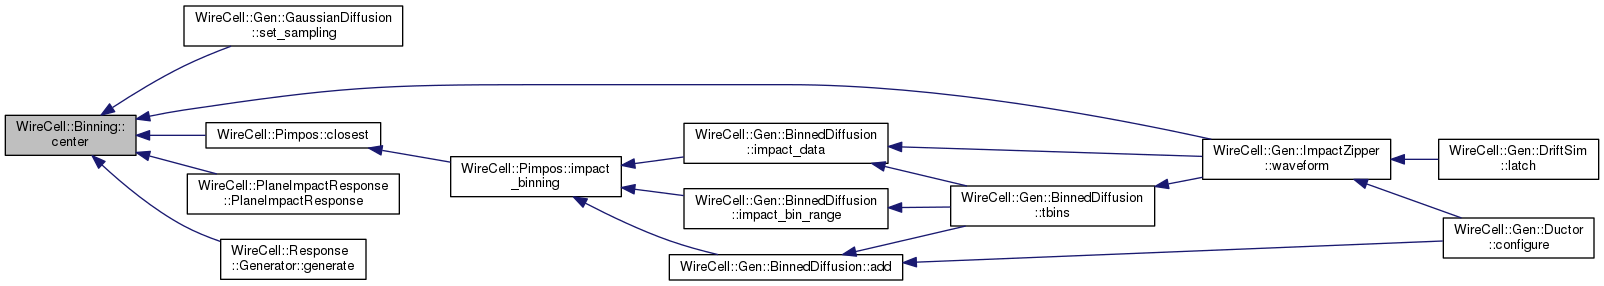 WireCell::Gen::GaussianDiffusion
::set_sampling
WireCell::Binning::
center
WireCell::Pimpos::closest
WireCell::PlaneImpactResponse
::PlaneImpactResponse
WireCell::Response
::Generator::generate
WireCell::Pimpos::impact
_binning
WireCell::Gen::BinnedDiffusion
::impact_data
WireCell::Gen::BinnedDiffusion
::impact_bin_range
WireCell::Gen::BinnedDiffusion::add
WireCell::Gen::BinnedDiffusion
::tbins
WireCell::Gen::ImpactZipper
::waveform
WireCell::Gen::DriftSim
::latch
WireCell::Gen::Ductor
::configure